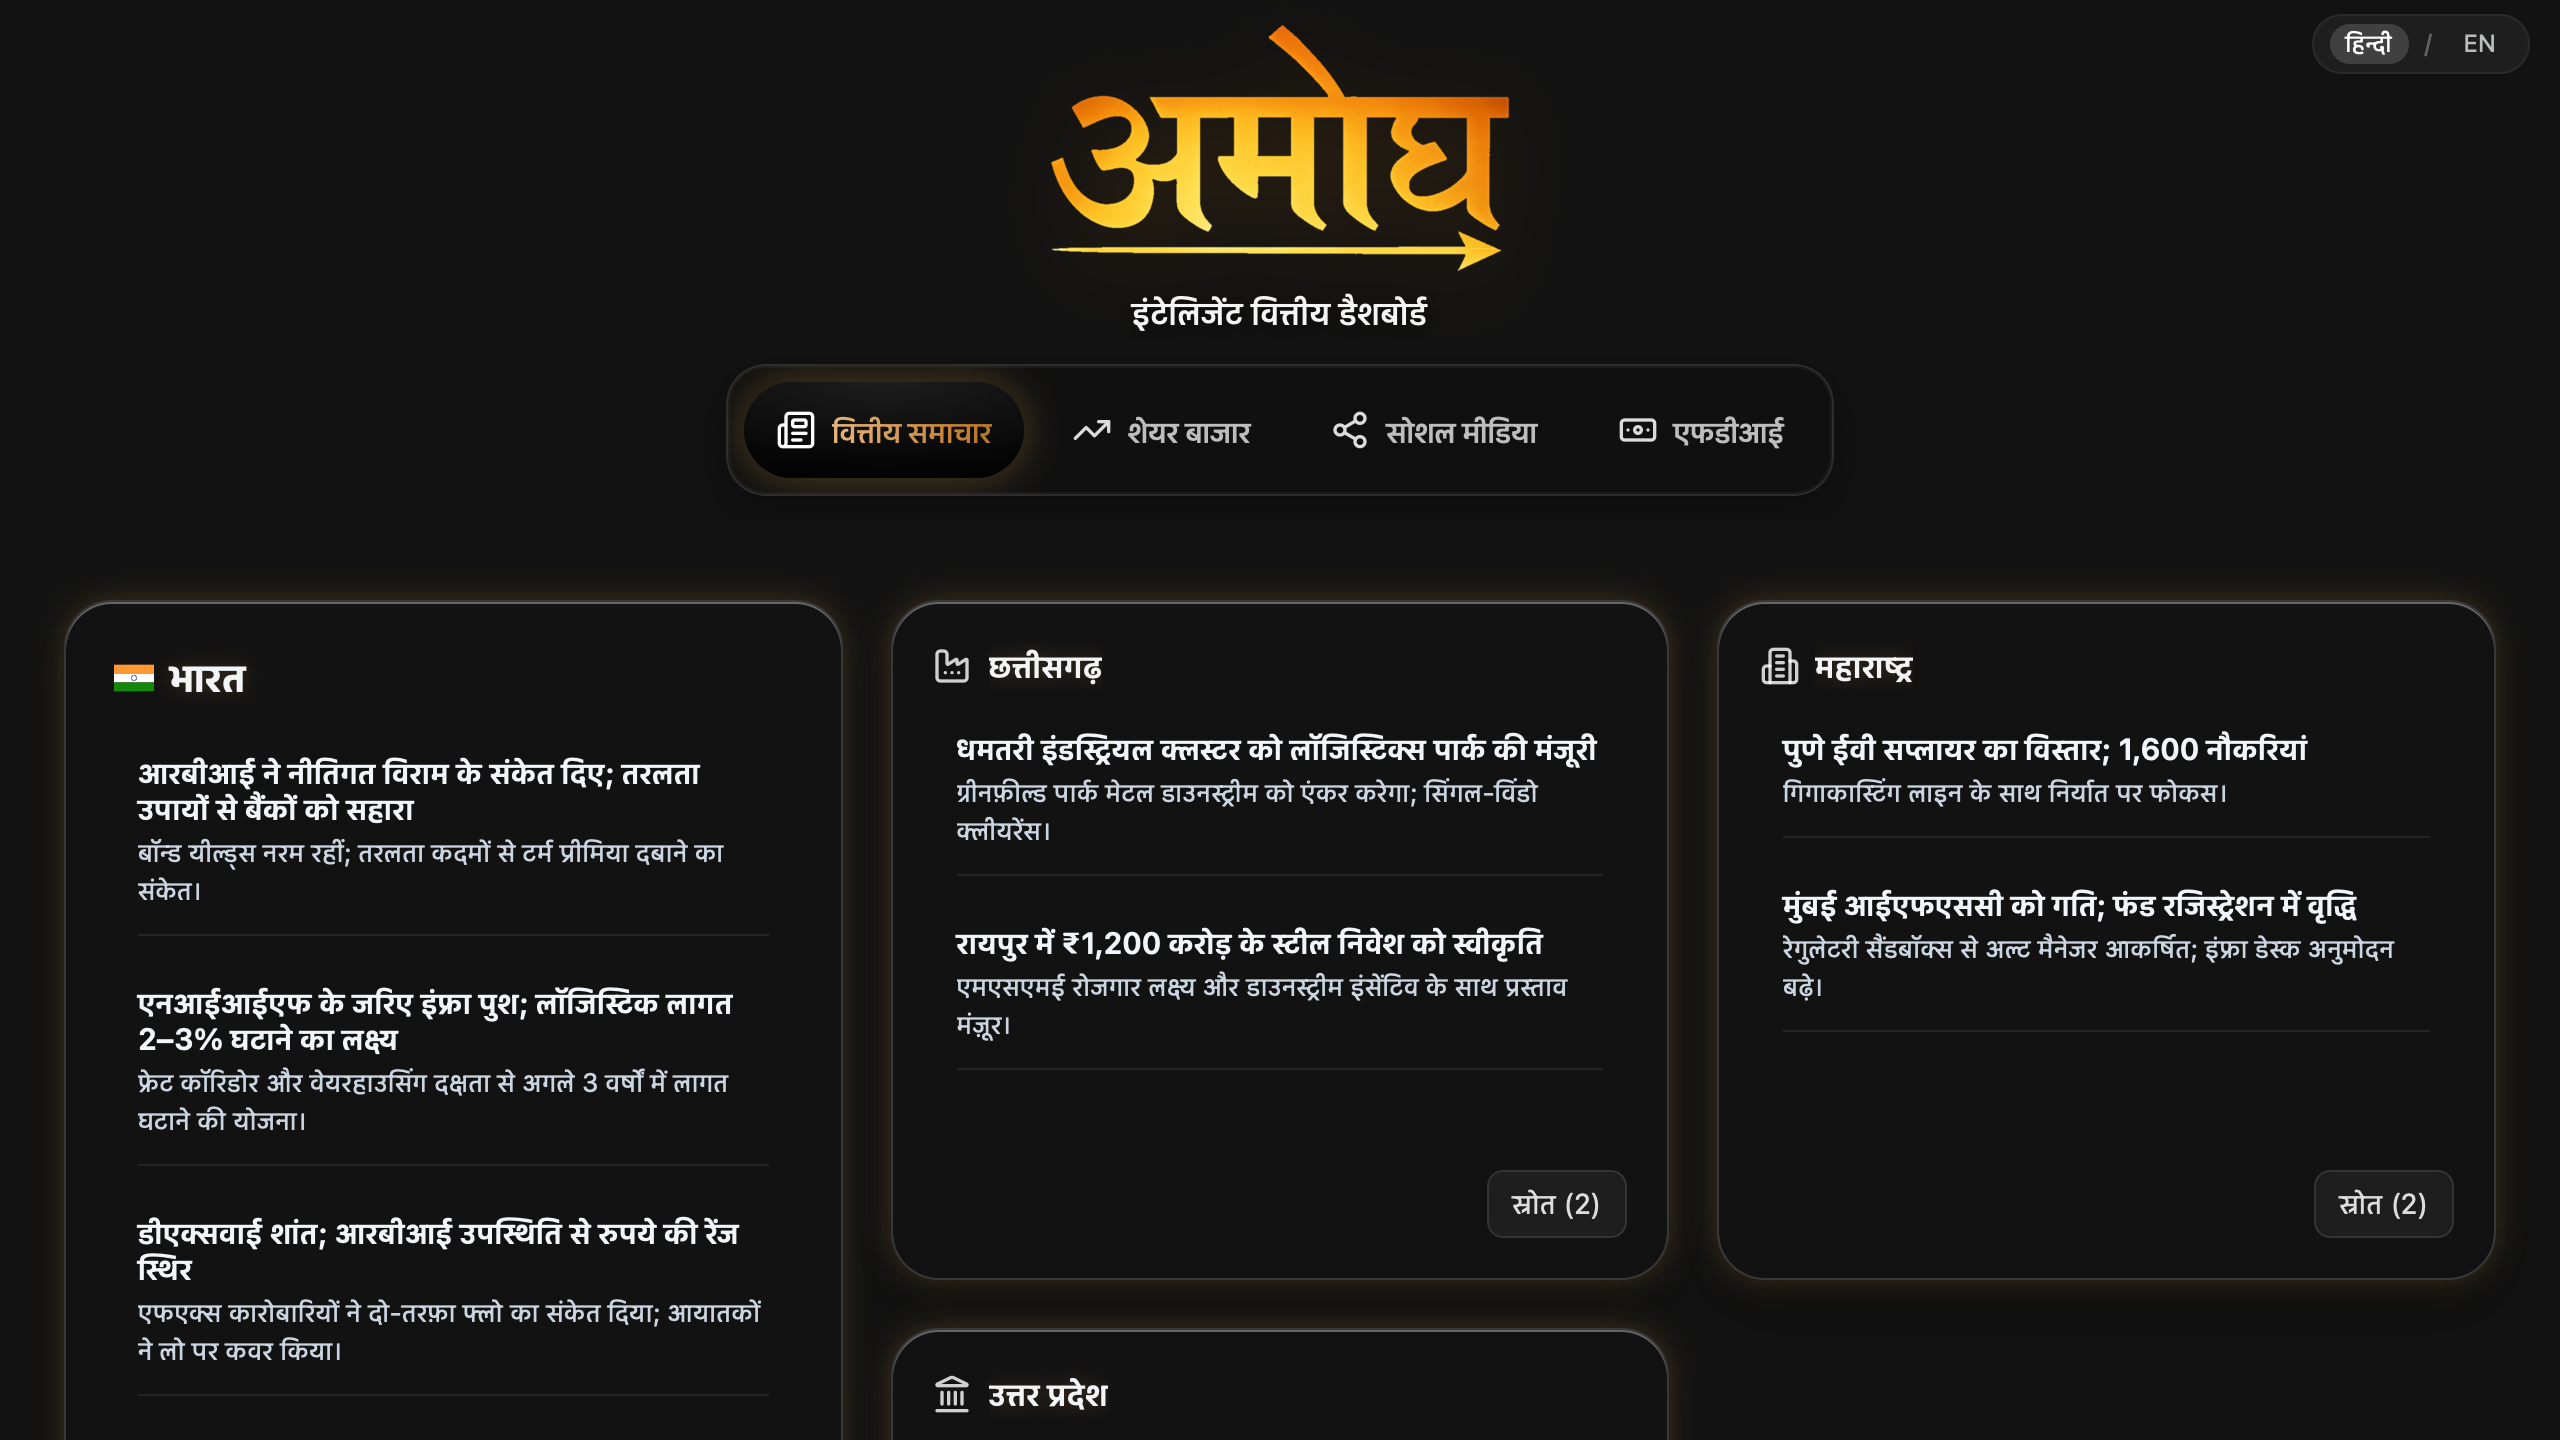 हिन्दी / EN
अमोघ
इंटेलिजेंट वित्तीय डैशबोर्ड
वित्तीय समाचार
शेयर बाजार
सोशल मीडिया
एफडीआई
भारत
आरबीआई ने नीतिगत विराम के संकेत दिए; तरलता
उपायों से बैंकों को सहारा
बॉन्ड यील्ड्स नरम रहीं; तरलता कदमों से टर्म प्रीमिया दबाने का
संकेत।
एनआईआईएफ के जरिए इंफ्रा पुश; लॉजिस्टिक लागत
2–3% घटाने का लक्ष्य
फ्रेट कॉरिडोर और वेयरहाउसिंग दक्षता से अगले 3 वर्षों में लागत
घटाने की योजना।
डीएक्सवाई शांत; आरबीआई उपस्थिति से रुपये की रेंज
स्थिर
एफएक्स कारोबारियों ने दो-तरफ़ा फ्लो का संकेत दिया; आयातकों
ने लो पर कवर किया।
छत्तीसगढ़
धमतरी इंडस्ट्रियल क्लस्टर को लॉजिस्टिक्स पार्क की मंजूरी
ग्रीनफ़ील्ड पार्क मेटल डाउनस्ट्रीम को एंकर करेगा; सिंगल-विंडो
क्लीयरेंस।
रायपुर में ₹1,200 करोड़ के स्टील निवेश को स्वीकृति
एमएसएमई रोजगार लक्ष्य और डाउनस्ट्रीम इंसेंटिव के साथ प्रस्ताव
मंज़ूर।
स्रोत (2)
महाराष्ट्र
पुणे ईवी सप्लायर का विस्तार; 1,600 नौकरियां
गिगाकास्टिंग लाइन के साथ निर्यात पर फोकस।
मुंबई आईएफएससी को गति; फंड रजिस्ट्रेशन में वृद्धि
रेगुलेटरी सैंडबॉक्स से अल्ट मैनेजर आकर्षित; इंफ्रा डेस्क अनुमोदन
बढ़े।
स्रोत (2)
उत्तर प्रदेश